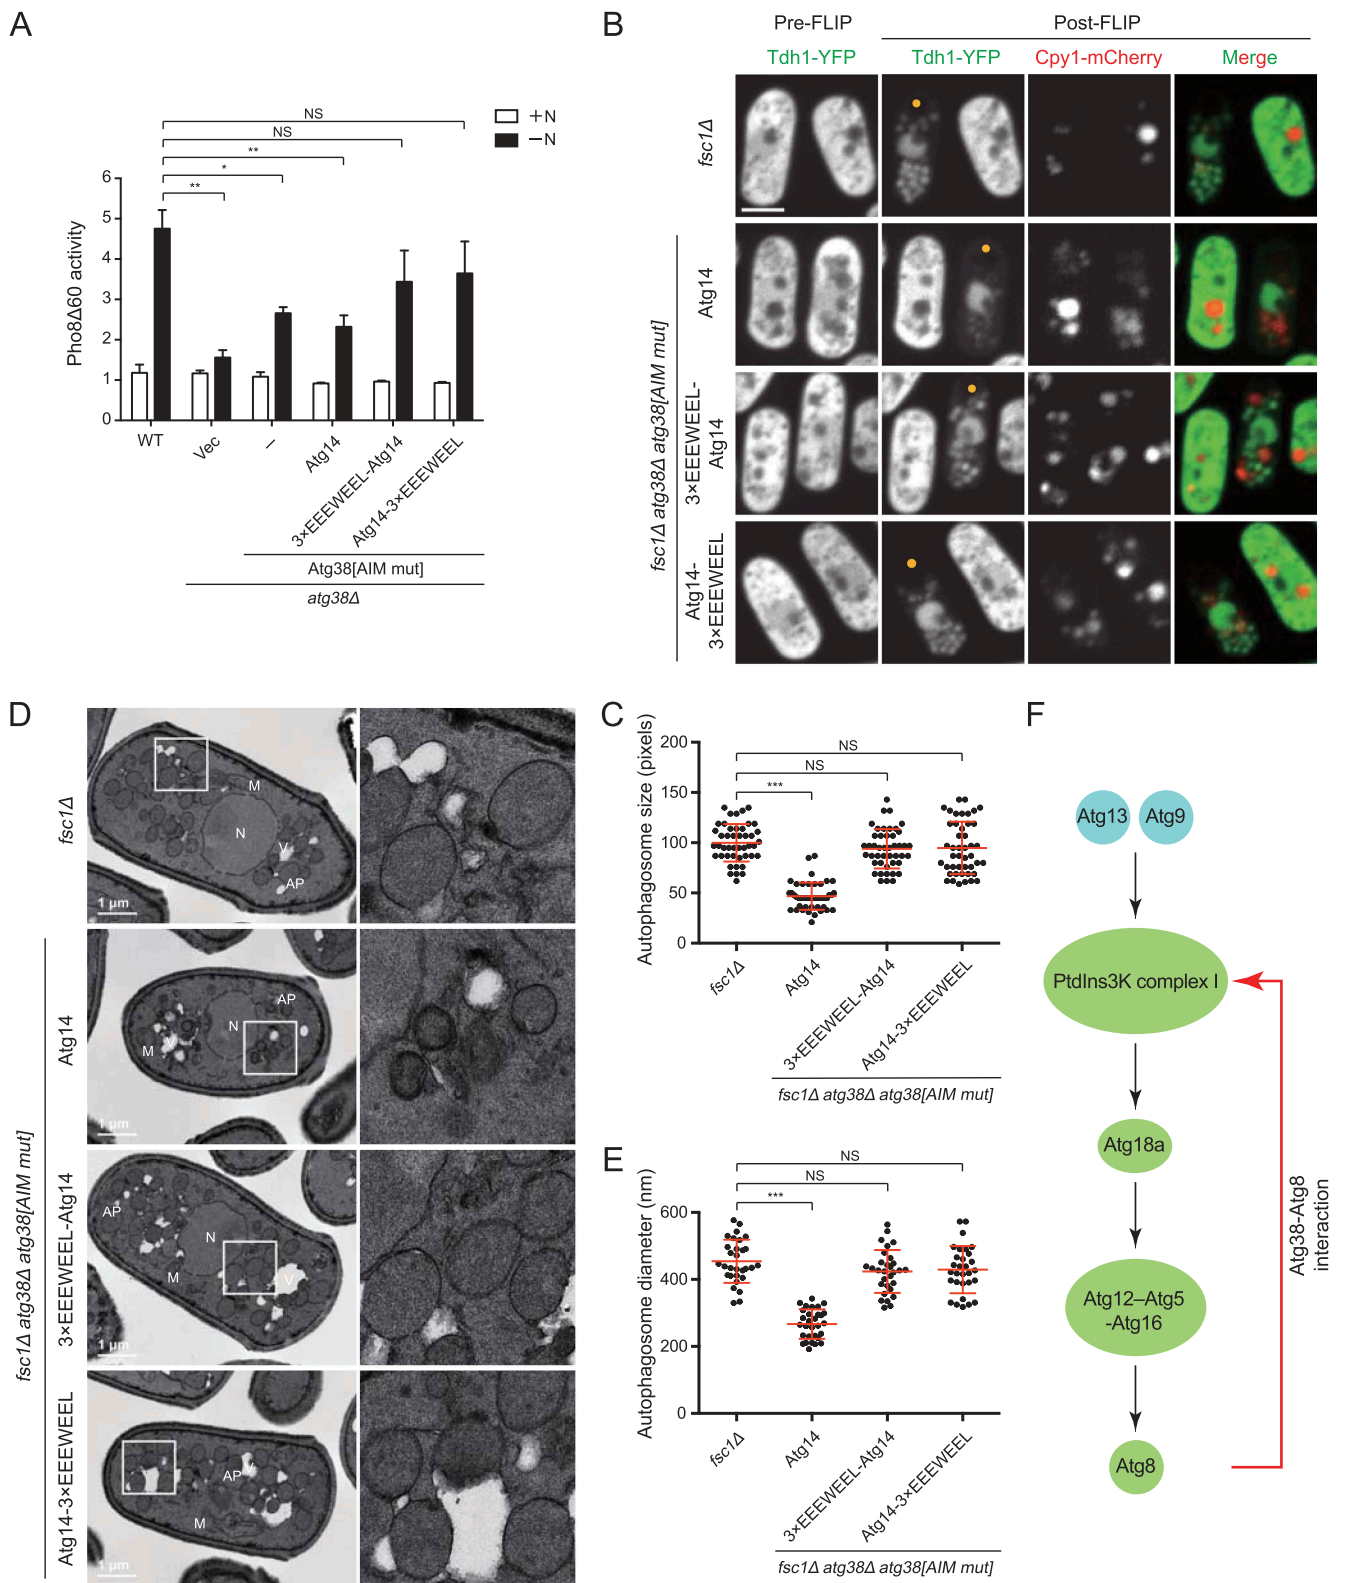 A
NS
NS
**
*
**
+N
−N
Pho8Δ60 activity
6
5
4
3
2
1
0
WT
Vec
–
Atg14
3×EEEWEEL-Atg14
Atg14-3×EEEWEEL
Atg38[AIM mut]
atg38Δ
B
Pre-FLIP
Post-FLIP
Tdh1-YFP
Tdh1-YFP
Cpy1-mCherry
Merge
fsc1Δ
Atg14
3×EEEWEEL-
Atg14
Atg14-
3×EEEWEEL
fsc1Δ atg38Δ atg38[AIM mut]
D
fsc1Δ
M
N
V
AP
1 μm
Atg14
AP
N
M
V
1 μm
3×EEEWEEL-Atg14
AP
N
M
V
1 μm
Atg14-3×EEEWEEL
AP
V
M
1 μm
fsc1Δ atg38Δ atg38[AIM mut]
C
Autophagosome size (pixels)
200
150
100
50
0
NS
NS
***
fsc1Δ
Atg14
3×EEEWEEL-Atg14
Atg14-3×EEEWEEL
fsc1Δ atg38Δ atg38[AIM mut]
E
Autophagosome diameter (nm)
600
400
200
0
NS
NS
***
fsc1Δ
Atg14
3×EEEWEEL-Atg14
Atg14-3×EEEWEEL
fsc1Δ atg38Δ atg38[AIM mut]
F
Atg13
Atg9
PtdIns3K complex I
Atg18a
Atg12–Atg5
-Atg16
Atg8
Atg38-Atg8
interaction